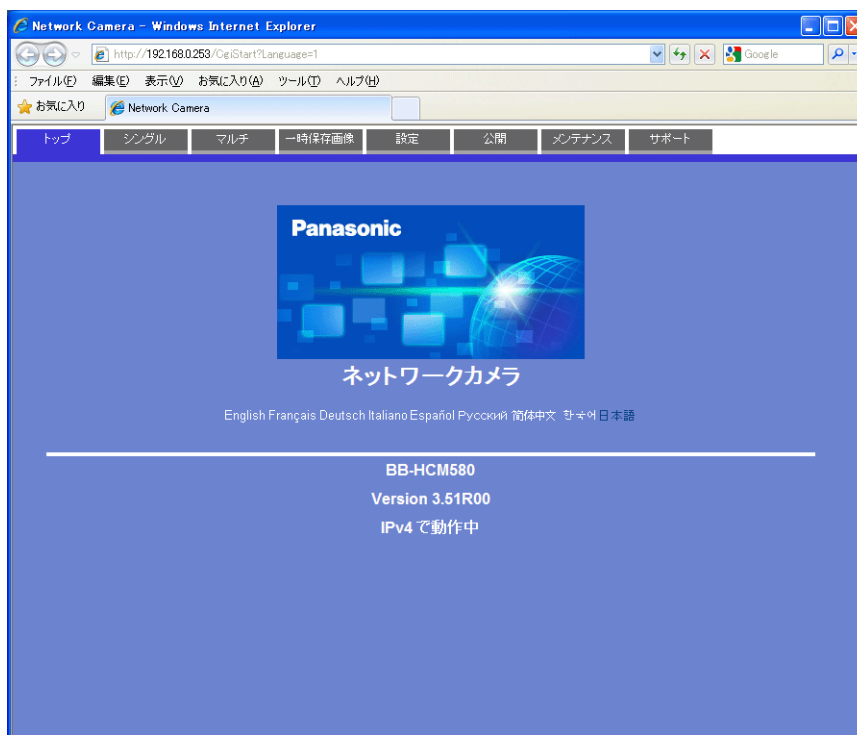 Network Camera - Windows Internet Explorer
http://192.168.0.253/CgiStart?Language=1
Google
ファイル(F) 編集(E) 表示(V) お気に入り(A) ツール(T) ヘルプ(H)
お気に入り Network Camera
トップ シングル マルチ 一時保存画像 設定 公開 メンテナンス サポート
Panasonic
ネットワークカメラ
English Français Deutsch Italiano Español Русский 简体中文 한국어 日本語
BB-HCM580
Version 3.51R00
IPv4 で動作中